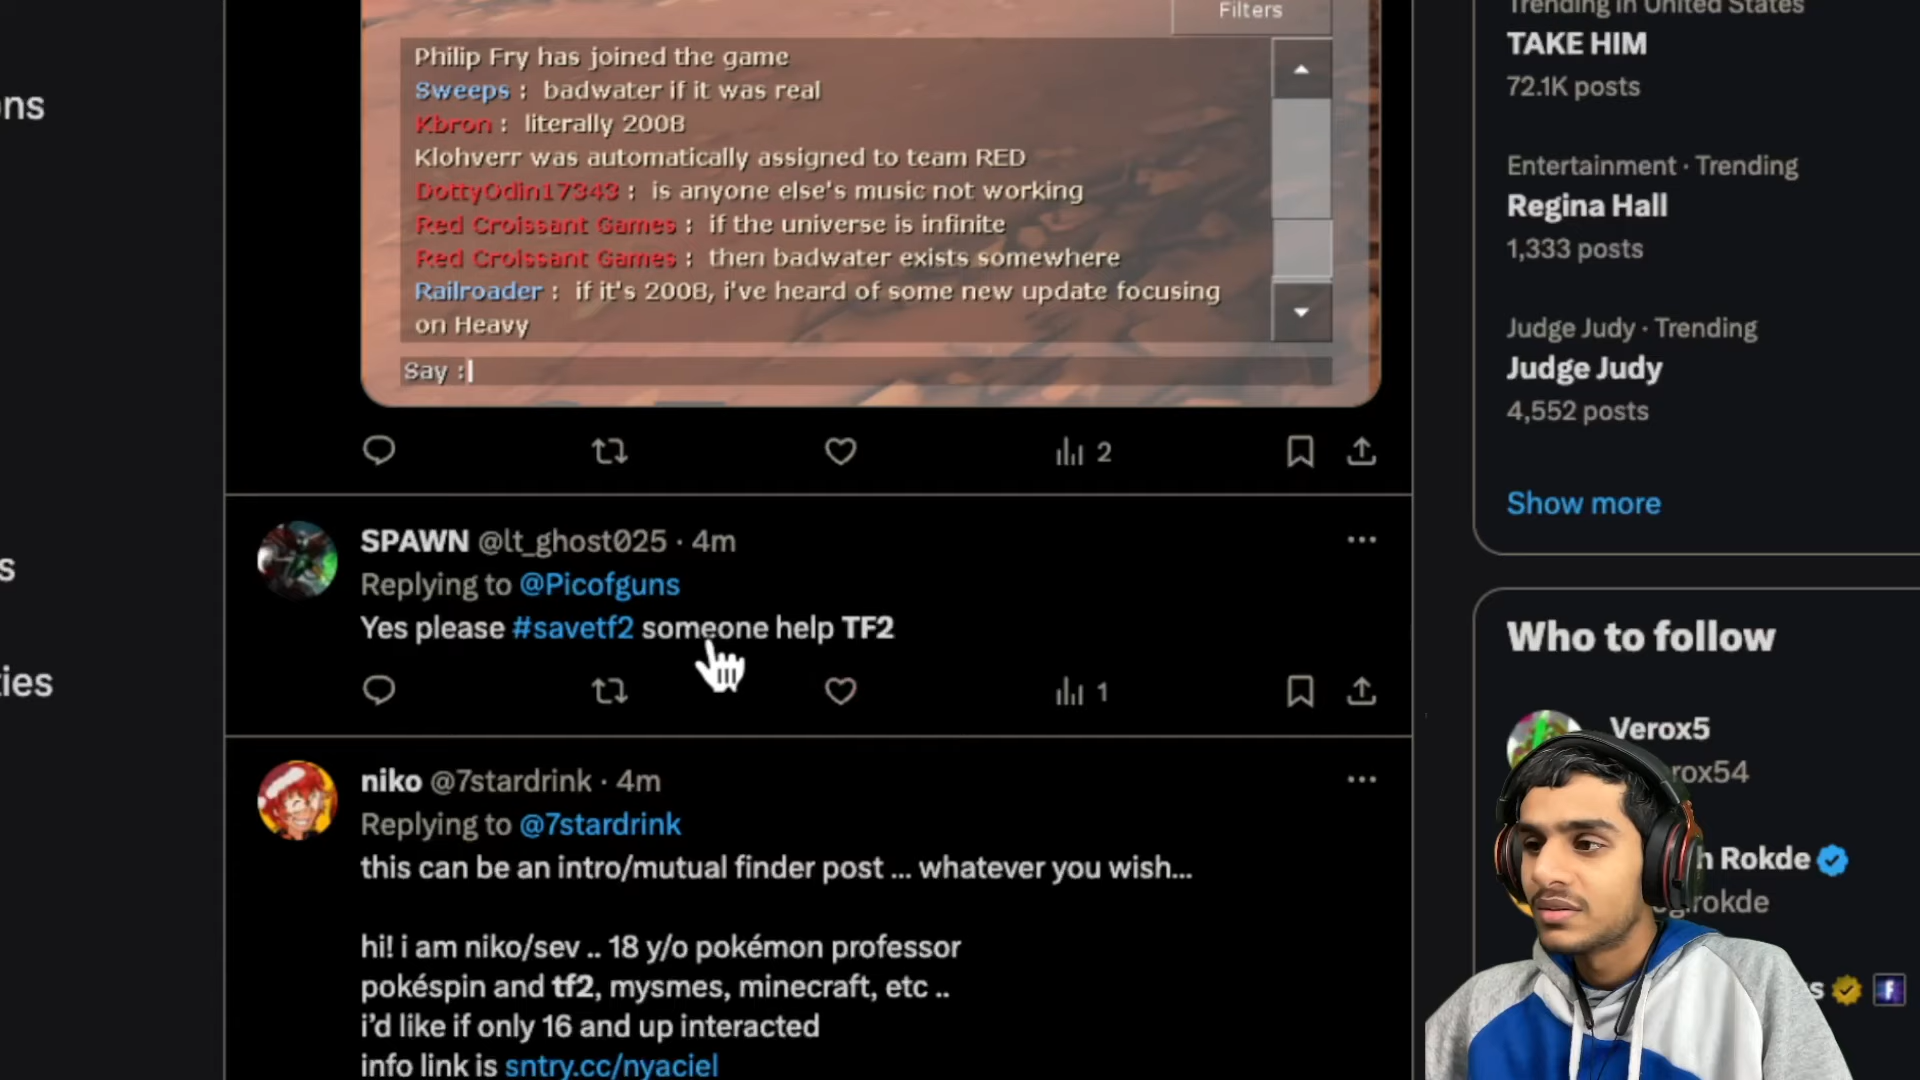 ons
s
ies
Filters
Philip Fry has joined the game
Sweeps : badwater if it was real
Kbron : literally 2008
Klohverr was automatically assigned to team RED
DottyOdin17343 : is anyone else's music not working
Red Croissant Games : if the universe is infinite
Red Croissant Games : then badwater exists somewhere
Railroader : if it's 2008, i've heard of some new update focusing
on Heavy
Say :
2
SPAWN @lt_ghost025 · 4m
Replying to @Picofguns
Yes please #savetf2 someone help TF2
1
niko @7stardrink · 4m
Replying to @7stardrink
this can be an intro/mutual finder post ... whatever you wish...
hi! i am niko/sev .. 18 y/o pokémon professor
pokéspin and tf2, mysmes, minecraft, etc ..
i'd like if only 16 and up interacted
info link is sntry.cc/nyaciel
Trending in United States
TAKE HIM
72.1K posts
Entertainment · Trending
Regina Hall
1,333 posts
Judge Judy · Trending
Judge Judy
4,552 posts
Show more
Who to follow
Verox5
rox54
Rokde
rokde
s